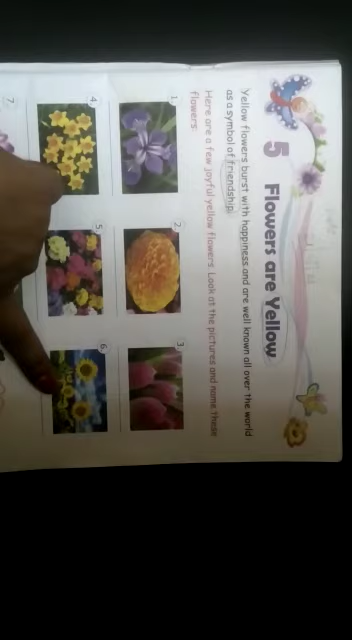 5 Flowers are Yellow
Yellow flowers burst with happiness and are well known all over the world
as a symbol of friendship.
Here are a few joyful yellow flowers. Look at the pictures and name these
flowers:
1.
2.
3.
4.
5.
6.
7.